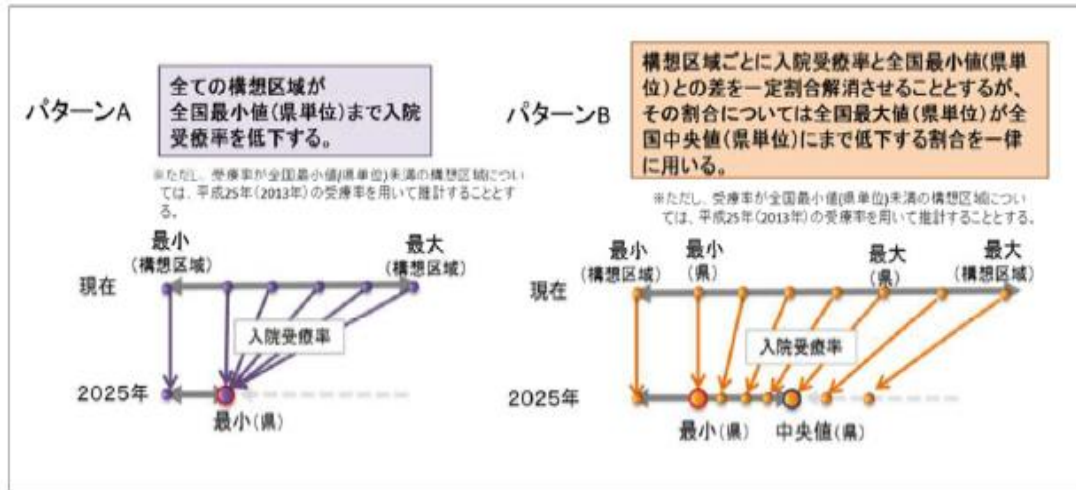 パターンA
全ての構想区域が
全国最小値(県単位)まで入院
受療率を低下する。
※ただし、受療率が全国最小値(県単位)未満の構想区域につい
ては、平成25年(2013年)の受療率を用いて推計することとす
る。
最小
(構想区域)
最大
(構想区域)
現在
入院受療率
2025年
最小(県)
パターンB
構想区域ごとに入院受療率と全国最小値(県単
位)との差を一定割合解消させることとするが、
その割合については全国最大値(県単位)が全
国中央値(県単位)にまで低下する割合を一律
に用いる。
※ただし、受療率が全国最小値(県単位)未満の構想区域につい
ては、平成25年(2013年)の受療率を用いて推計することとする。
最小
(構想区域)
最小
(県)
最大
(県)
最大
(構想区域)
現在
入院受療率
2025年
最小(県)
中央値(県)